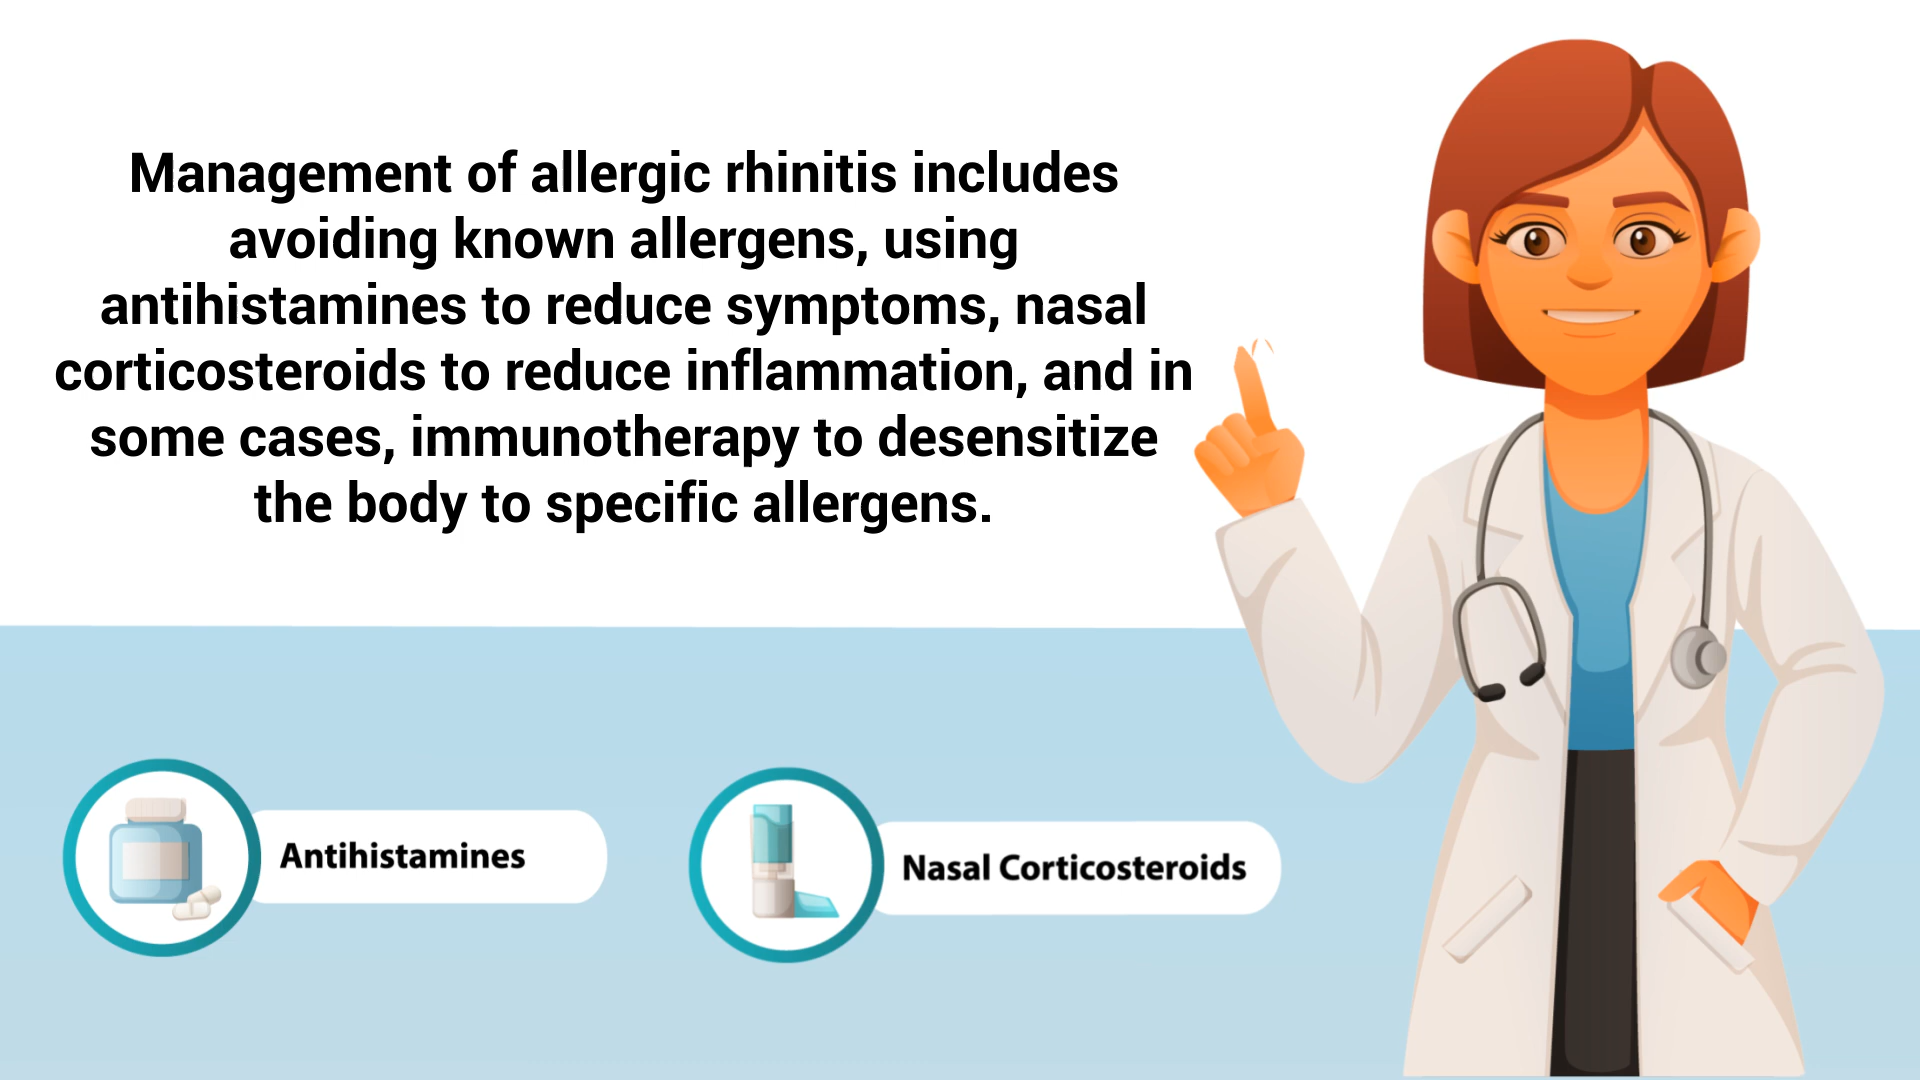 Management of allergic rhinitis includes
avoiding known allergens, using
antihistamines to reduce symptoms, nasal
corticosteroids to reduce inflammation, and in
some cases, immunotherapy to desensitize
the body to specific allergens.
Antihistamines
Nasal Corticosteroids